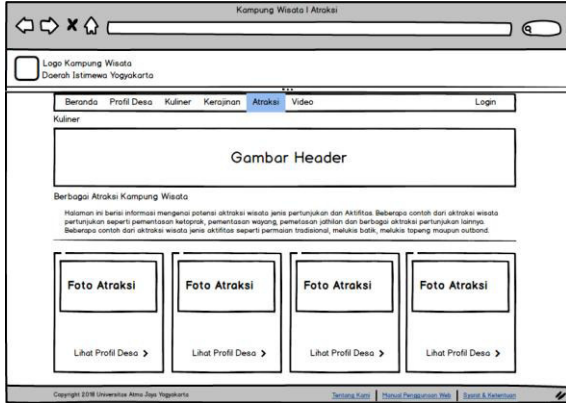 Kampung Wisata | Atraksi
Logo Kampung Wisata
Daerah Istimewa Yogyakarta
Beranda Profil Desa Kuliner Kerajinan Atraksi Video Login
Kuliner
Gambar Header
Berbagai Atraksi Kampung Wisata
Halaman ini berisi informasi mengenai potensi aktraksi wisata jenis pertunjukan dan Aktifitas. Beberapa contoh dari atraksi wisata
pertunjukan seperti pementasan ketoprak, pementasan wayang, pemetasan jathilan dan berbagai aktraksi pertunjukan lainnya.
Beberapa contoh dari aktraksi wisata jenis aktifitas seperti permaian tradisional, melukis batik, melukis topeng maupun outbond.
Foto Atraksi Foto Atraksi Foto Atraksi Foto Atraksi
Lihat Profil Desa Lihat Profil Desa Lihat Profil Desa Lihat Profil Desa
Copyright 2018 Universitas Atma Jaya Yogyakarta Tentang Kami Manual Penggunaan Web Syarat & Ketentuan